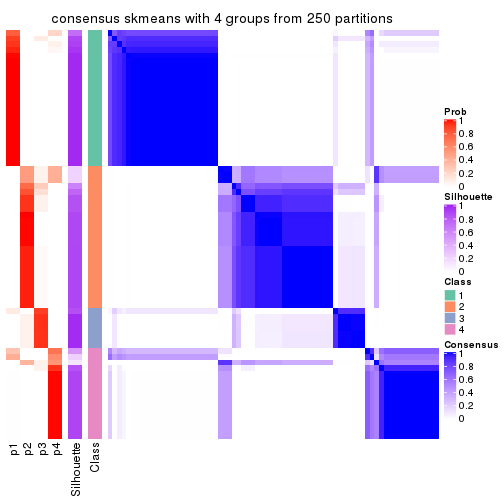 consensus skmeans with 4 groups from 250 partitions
Prob
1
0.8
0.6
0.4
0.2
0
Silhouette
1
0.8
0.6
0.4
0.2
0
Class
1
2
3
4
Consensus
1
0.8
0.6
0.4
0.2
0
p1
p2
p3
p4
Silhouette
Class